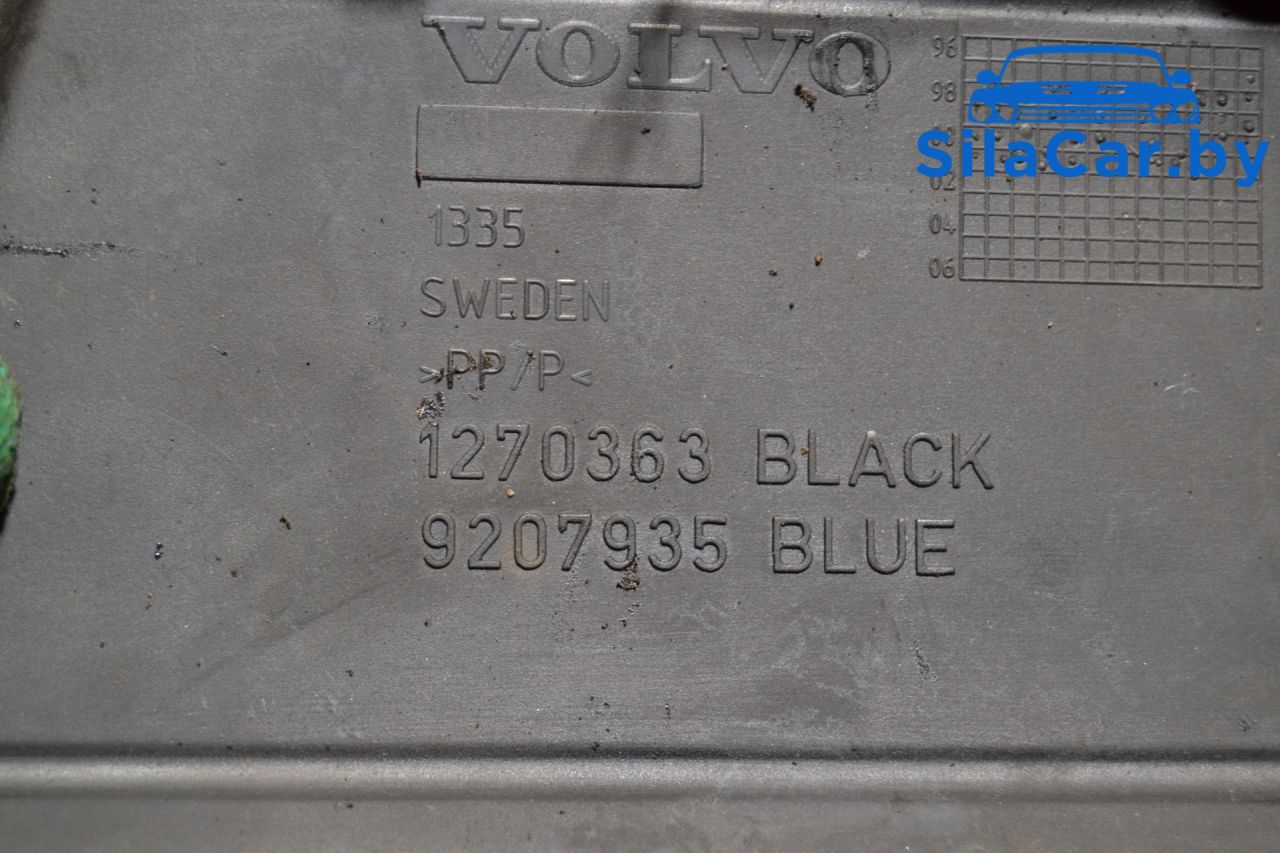 VOLVO
1335
SWEDEN
>PP/P<
1270363 BLACK
9207935 BLUE
96
98
02
04
06
SilaCar.by